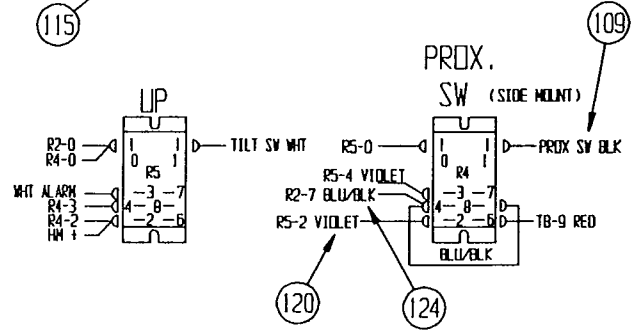 115
109
PROX.
UP
SW (SIDE MOUNT)
R2-0
R4-0
1 1
0 1
R5
TILT SW WHT
WHT ALARM
R4-3
R4-2
HM +
3 7
4 8
2 6
R5-0
1 1
0 1
R4
PROX SW BLK
R5-4 VIOLET
R2-7 BLU/BLK
R5-2 VIOLET
3 7
4 8
2 6
TB-9 RED
BLU/BLK
120
124